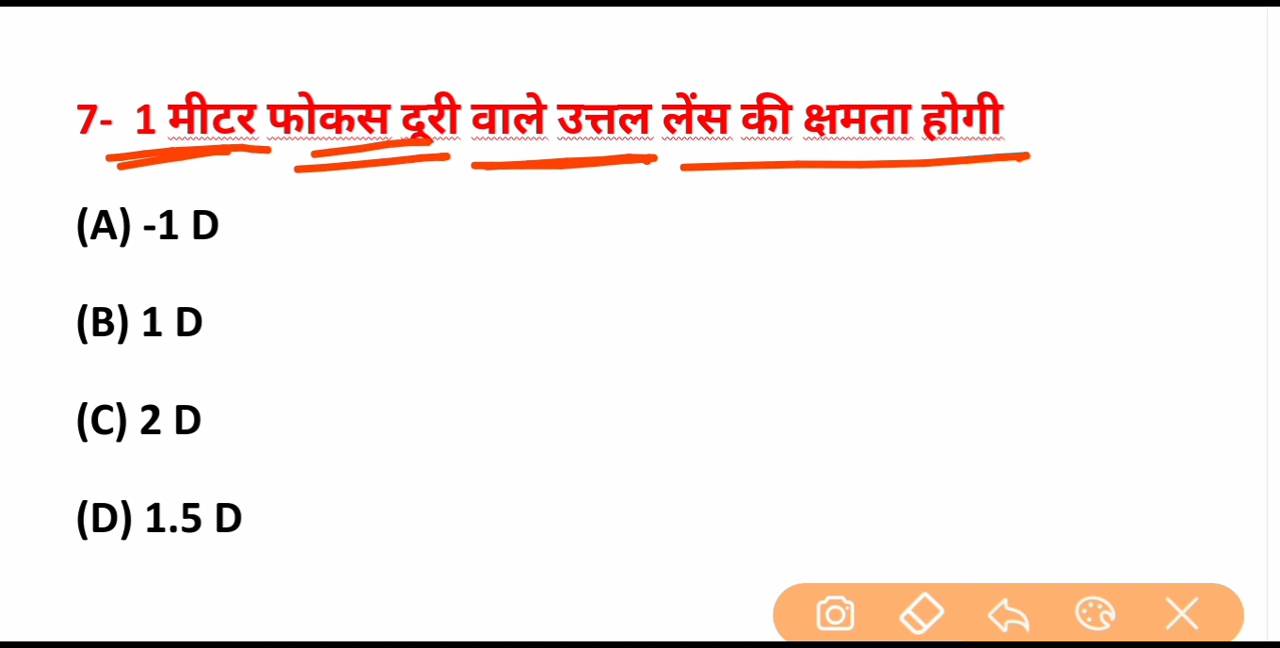 7- 1 मीटर फोकस दूरी वाले उत्तल लेंस की क्षमता होगी
(A) -1 D
(B) 1 D
(C) 2 D
(D) 1.5 D